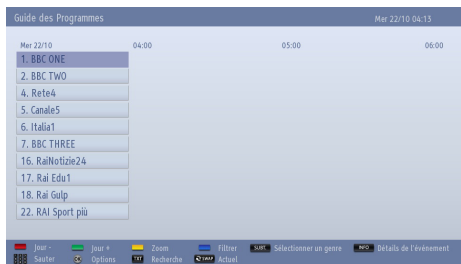 Guide des Programmes Mer 22/10 04:13
Mer 22/10 04:00 05:00 06:00
1. BBC ONE
2. BBC TWO
4. Rete4
5. Canale5
6. Italia1
7. BBC THREE
16. RaiNotizie24
17. Rai Edu1
18. Rai Gulp
22. RAI Sport più
Jour - Jour + Zoom Filtrer SUBT. Sélectionner un genre INFO Détails de l'événement
Sauter OK Options TXT Recherche SWAP Actuel